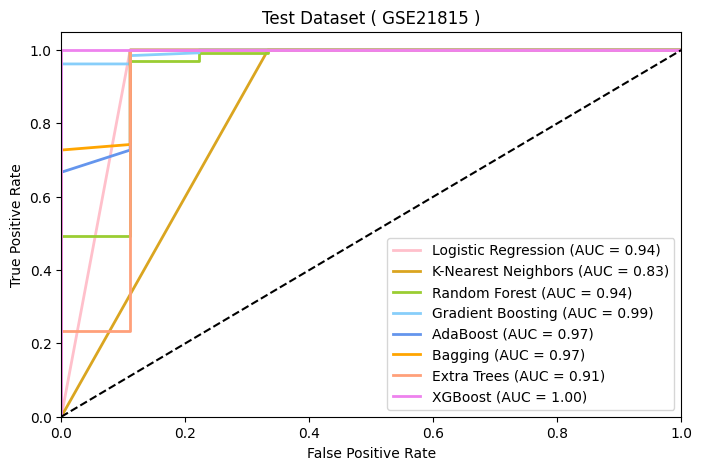 Test Dataset ( GSE21815 )
1.0
0.8
0.6
0.4
0.2
0.0
True Positive Rate
Logistic Regression (AUC = 0.94)
K-Nearest Neighbors (AUC = 0.83)
Random Forest (AUC = 0.94)
Gradient Boosting (AUC = 0.99)
AdaBoost (AUC = 0.97)
Bagging (AUC = 0.97)
Extra Trees (AUC = 0.91)
XGBoost (AUC = 1.00)
0.0 0.2 0.4 0.6 0.8 1.0
False Positive Rate